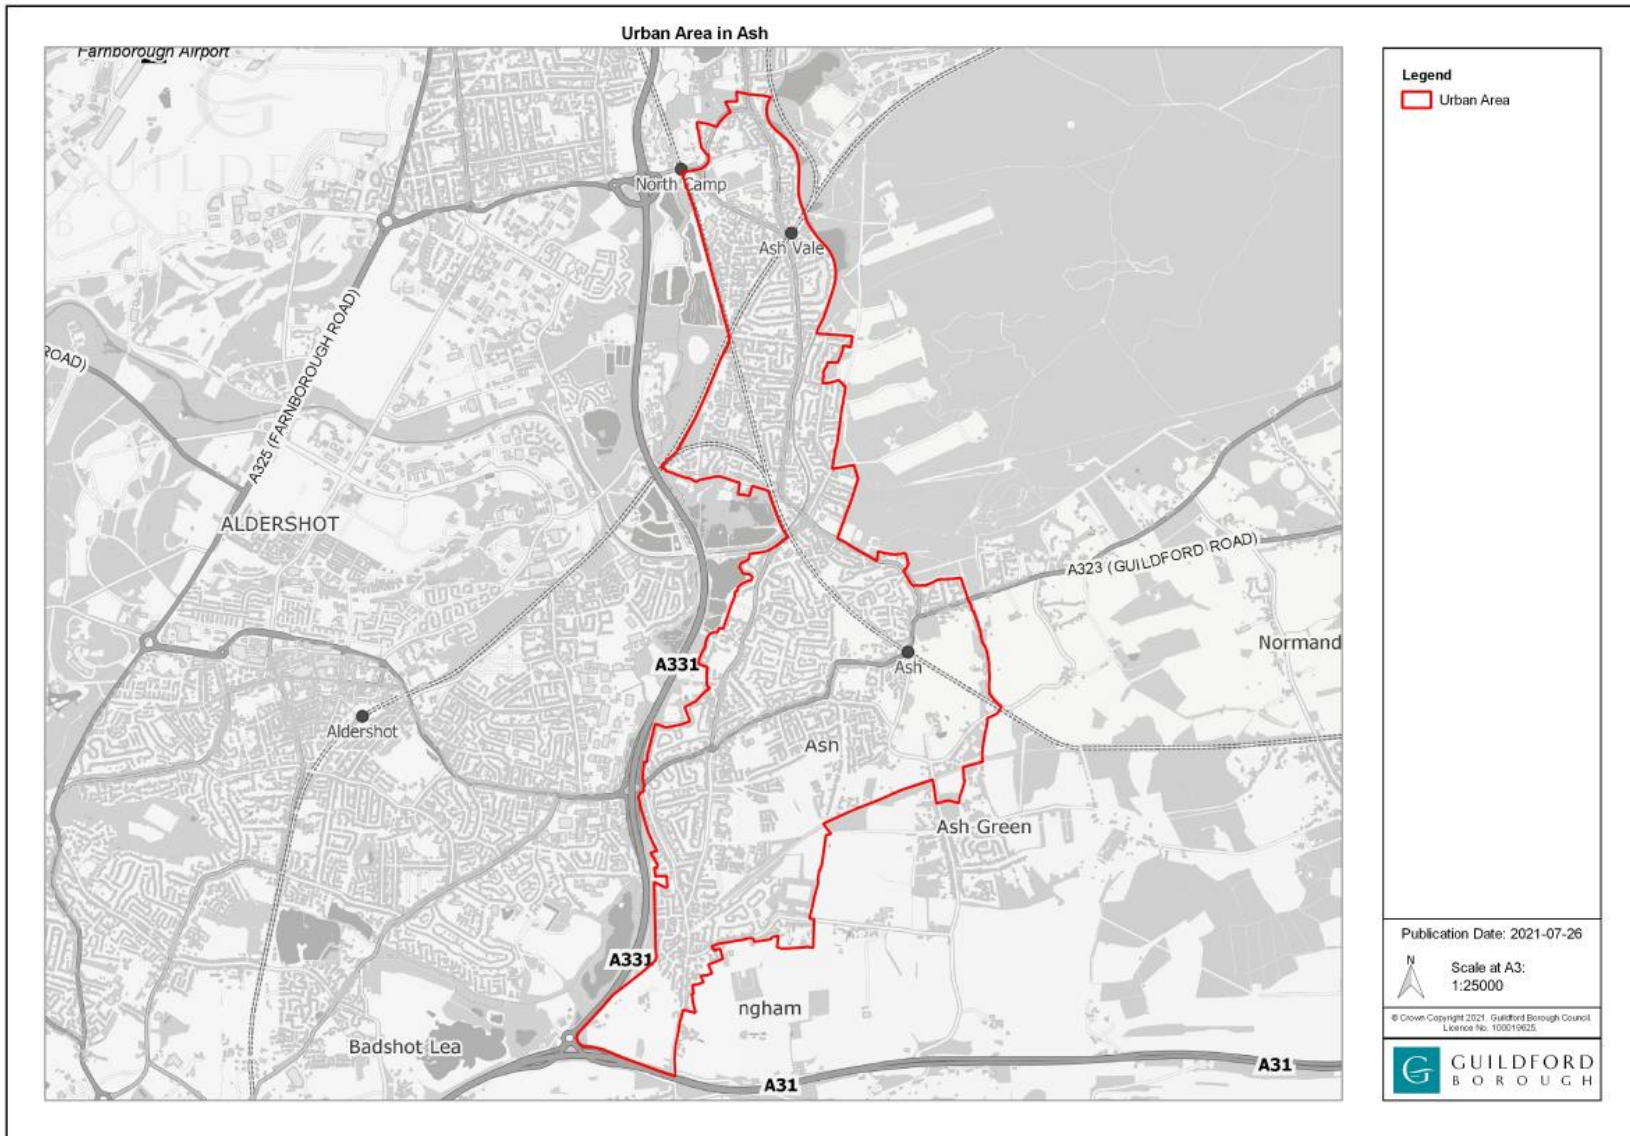 Urban Area in Ash
Farnborough Airport
GUILDFORD
BOROUGH
North Camp
Ash Vale
ROAD)
A325 (FARNBOROUGH ROAD)
ALDERSHOT
A323 (GUILDFORD ROAD)
Normand
A331
Ash
Aldershot
Ash
Ash Green
A331
ngham
Badshot Lea
A31
A31
Legend
Urban Area
Publication Date: 2021-07-26
N
Scale at A3:
1:25000
© Crown Copyright 2021. Guildford Borough Council.
Licence No. 100019625.
G GUILDFORD
BOROUGH